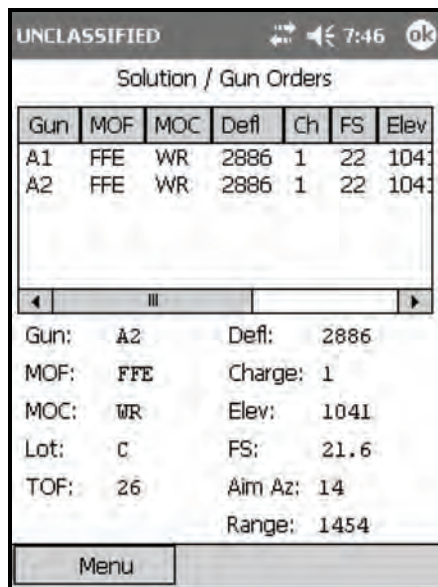 UNCLASSIFIED 7:46 ok
Solution / Gun Orders
Gun MOF MOC Defl Ch FS Elev
A1 FFE WR 2886 1 22 1041
A2 FFE WR 2886 1 22 1041
Gun: A2 Defl: 2886
MOF: FFE Charge: 1
MOC: WR Elev: 1041
Lot: C FS: 21.6
TOF: 26 Aim Az: 14
Range: 1454
Menu